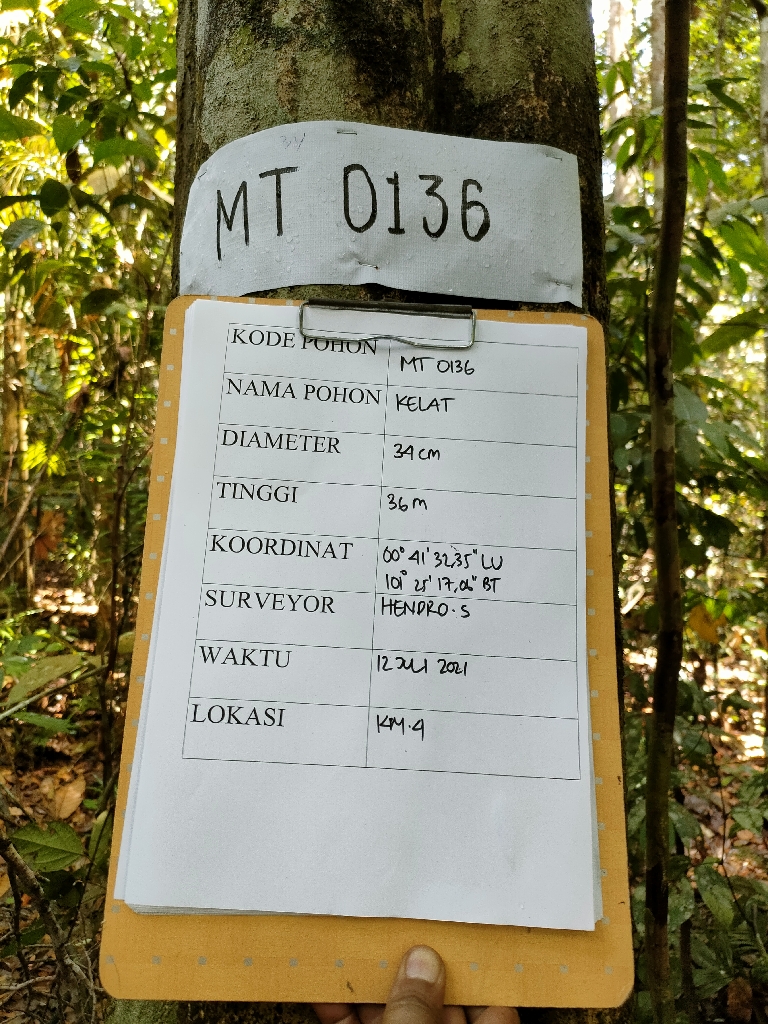 MT 0136
KODE POHON MT 0136
NAMA POHON KELAT
DIAMETER 34 cm
TINGGI 36 m
KOORDINAT 00° 41' 32,35" LU
101° 25' 17,06" BT
SURVEYOR HENDRO.S
WAKTU 12 JULI 2021
LOKASI KM.4